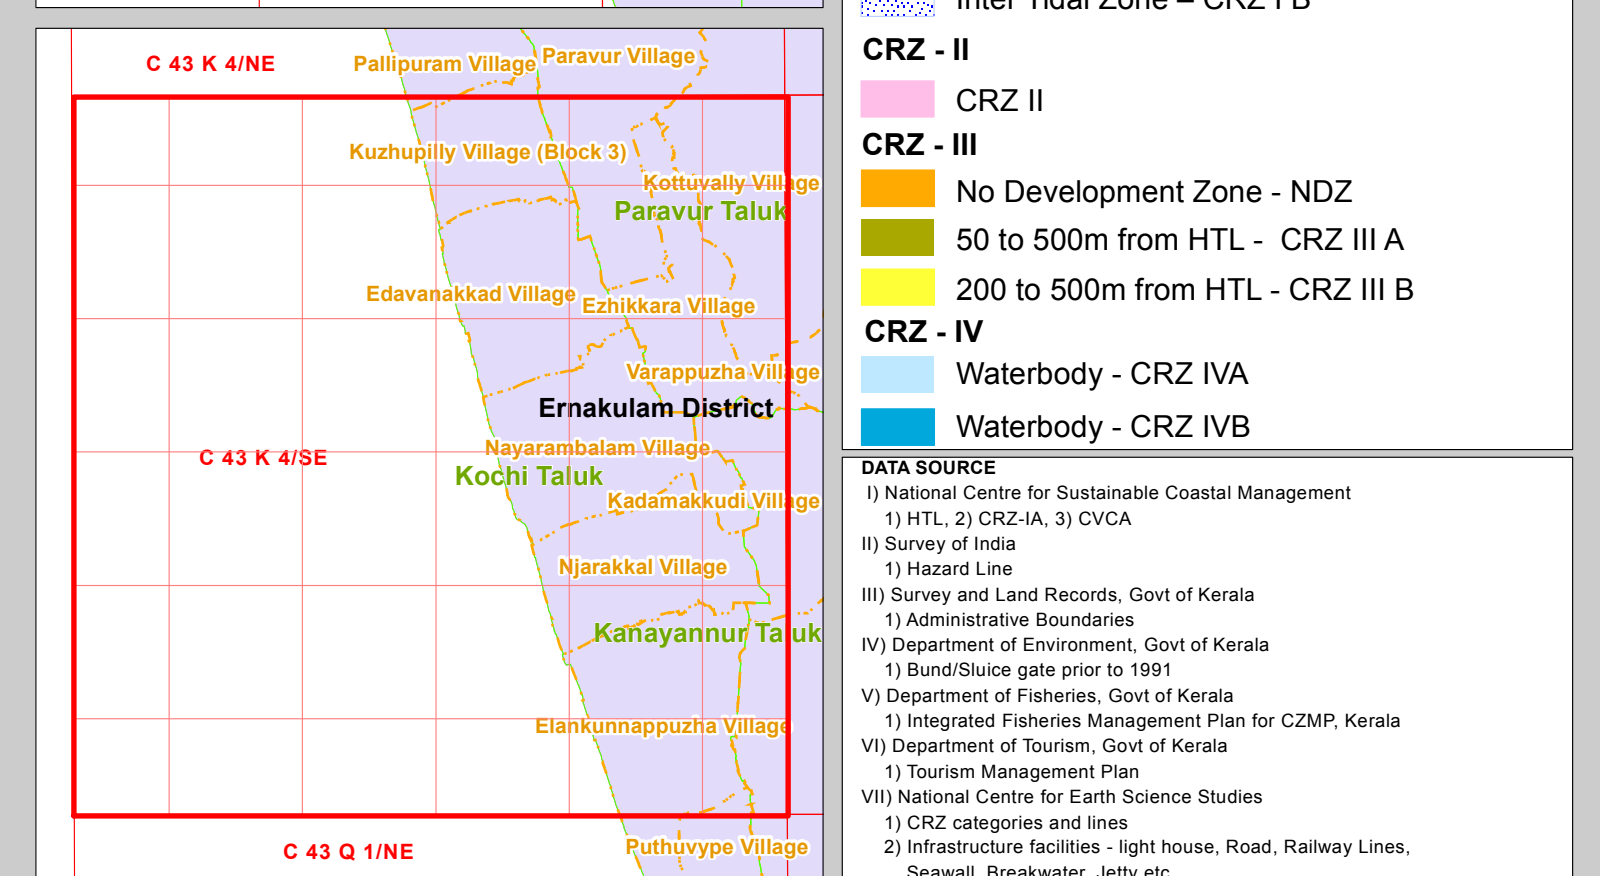 C 43 K 4/NE
Pallipuram Village
Paravur Village
Kuzhupilly Village (Block 3)
Kottuvally Village
Paravur Taluk
Edavanakkad Village
Ezhikkara Village
Varappuzha Village
Ernakulam District
Nayarambalam Village
C 43 K 4/SE
Kochi Taluk
Kadamakkudi Village
Njarakkal Village
Kanayannur Taluk
Elankunnappuzha Village
Puthuvype Village
C 43 Q 1/NE
Inter Tidal Zone – CRZ I B
CRZ - II
CRZ II
CRZ - III
No Development Zone - NDZ
50 to 500m from HTL - CRZ III A
200 to 500m from HTL - CRZ III B
CRZ - IV
Waterbody - CRZ IVA
Waterbody - CRZ IVB
DATA SOURCE
I) National Centre for Sustainable Coastal Management
1) HTL, 2) CRZ-IA, 3) CVCA
II) Survey of India
1) Hazard Line
III) Survey and Land Records, Govt of Kerala
1) Administrative Boundaries
IV) Department of Environment, Govt of Kerala
1) Bund/Sluice gate prior to 1991
V) Department of Fisheries, Govt of Kerala
1) Integrated Fisheries Management Plan for CZMP, Kerala
VI) Department of Tourism, Govt of Kerala
1) Tourism Management Plan
VII) National Centre for Earth Science Studies
1) CRZ categories and lines
2) Infrastructure facilities - light house, Road, Railway Lines,
Seawall, Breakwater, Jetty etc